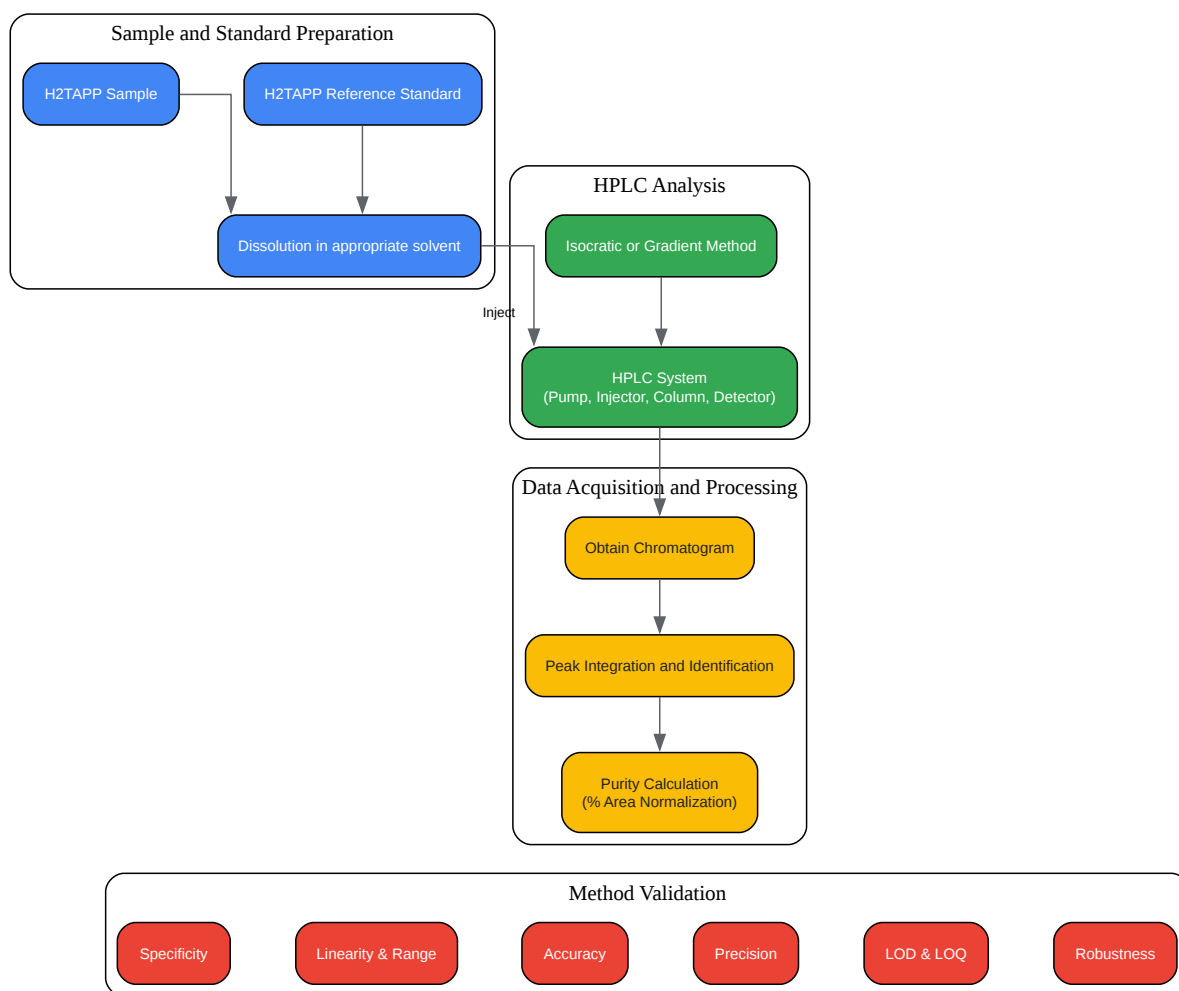 Sample and Standard Preparation
H2TAPP Sample
H2TAPP Reference Standard
Dissolution in appropriate solvent
Inject
HPLC Analysis
Isocratic or Gradient Method
HPLC System
(Pump, Injector, Column, Detector)
Data Acquisition and Processing
Obtain Chromatogram
Peak Integration and Identification
Purity Calculation
(% Area Normalization)
Method Validation
Specificity
Linearity & Range
Accuracy
Precision
LOD & LOQ
Robustness